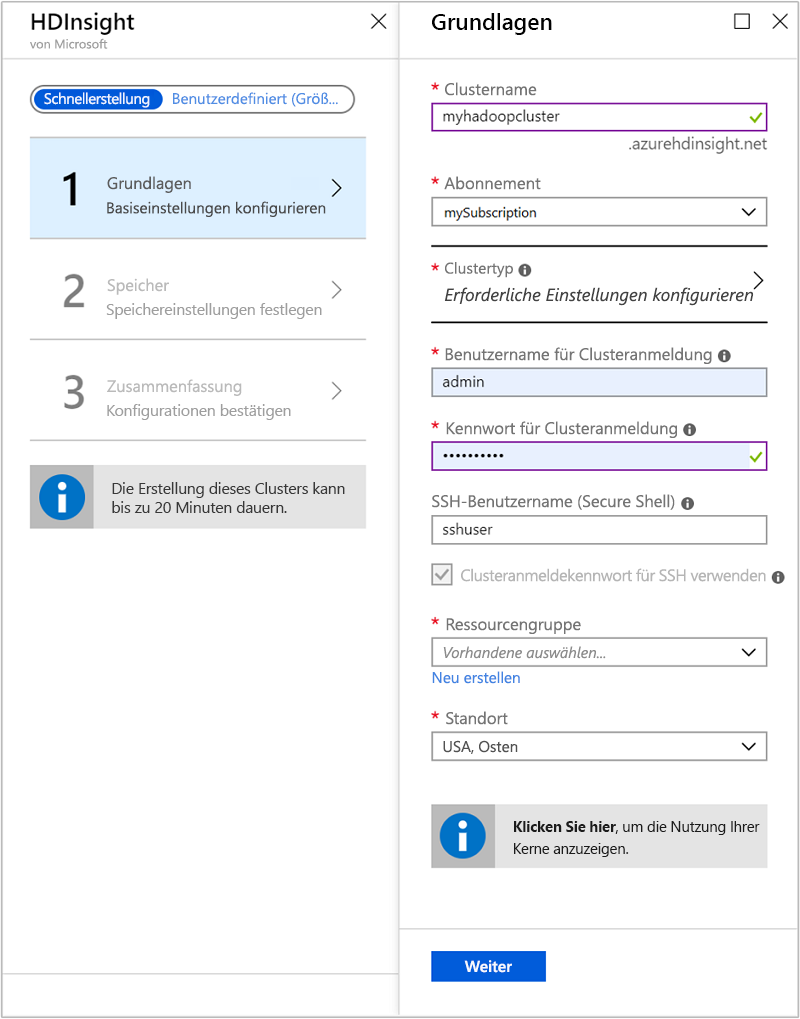 HDInsight
von Microsoft
Schnellerstellung Benutzerdefiniert (Größ...
1 Grundlagen
Basiseinstellungen konfigurieren
2 Speicher
Speichereinstellungen festlegen
3 Zusammenfassung
Konfigurationen bestätigen
Die Erstellung dieses Clusters kann
bis zu 20 Minuten dauern.
Grundlagen
* Clustername
myhadoopcluster
.azurehdinsight.net
* Abonnement
mySubscription
* Clustertyp
Erforderliche Einstellungen konfigurieren
* Benutzername für Clusteranmeldung
admin
* Kennwort für Clusteranmeldung
••••••••••
SSH-Benutzername (Secure Shell)
sshuser
Clusteranmeldekennwort für SSH verwenden
* Ressourcengruppe
Vorhandene auswählen...
Neu erstellen
* Standort
USA, Osten
Klicken Sie hier, um die Nutzung Ihrer
Kerne anzuzeigen.
Weiter